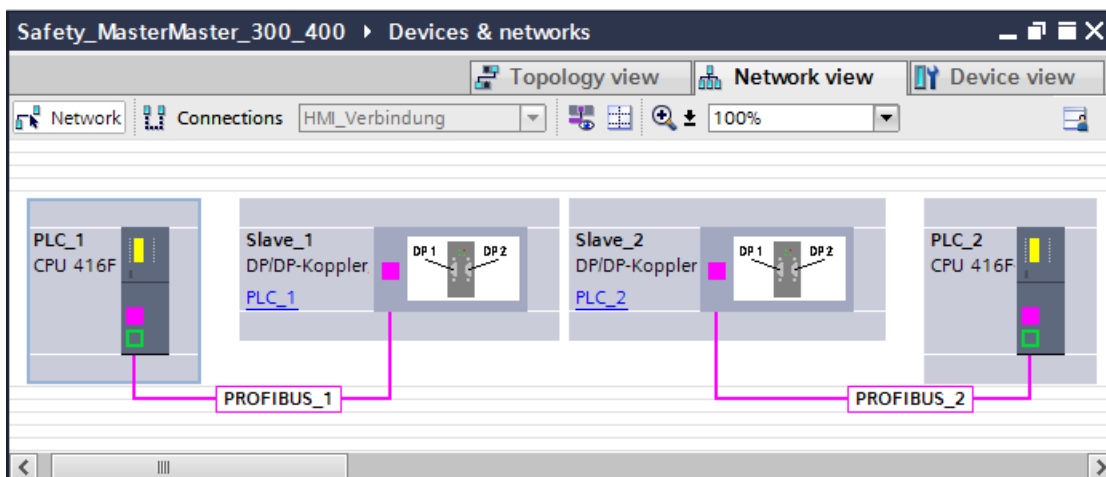 Safety_MasterMaster_300_400 ▸ Devices & networks
Topology view
Network view
Device view
Network
Connections
HMI_Verbindung
100%
PLC_1
CPU 416F
Slave_1
DP/DP-Koppler
PLC_1
DP 1
DP 2
Slave_2
DP/DP-Koppler
PLC_2
DP 1
DP 2
PLC_2
CPU 416F
PROFIBUS_1
PROFIBUS_2